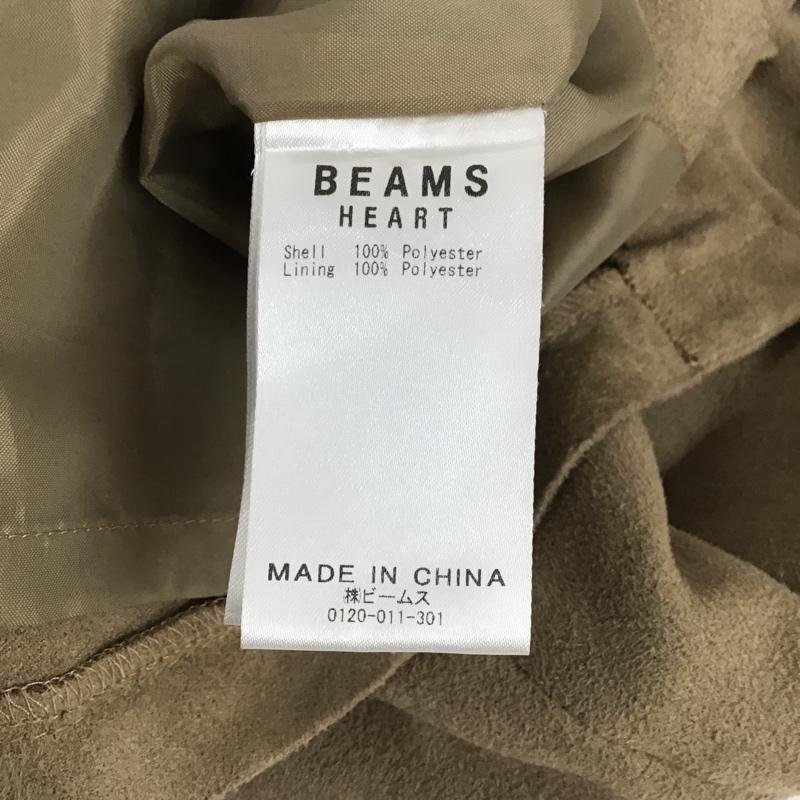 BEAMS
HEART
Shell 100% Polyester
Lining 100% Polyester
MADE IN CHINA
㈱ビームス
0120-011-301